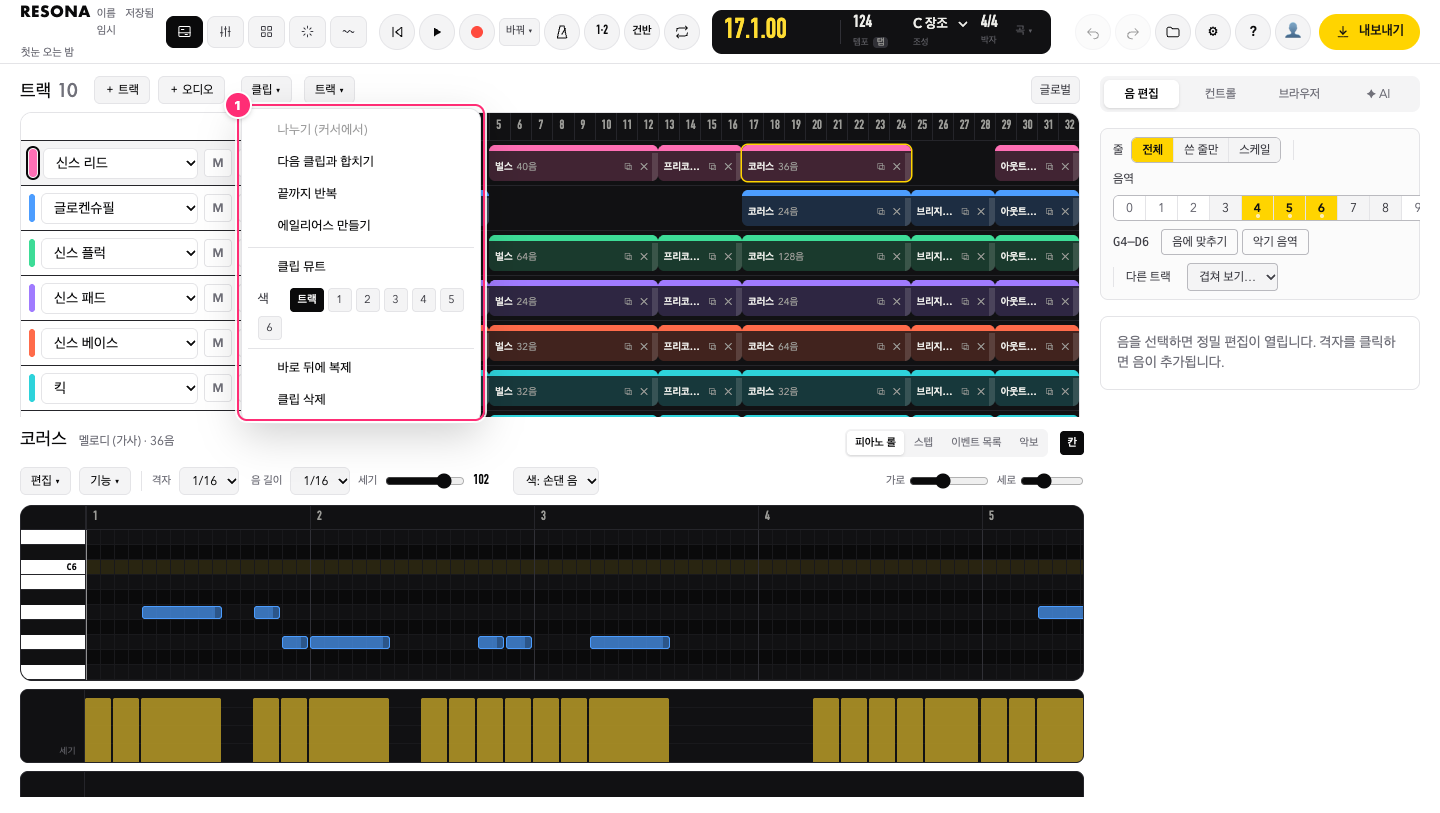 RESONA 이름 저장됨
임시
첫눈 오는 밤
바꿔 ▾
1·2
건반
17.1.00
124
템포 탭
C 장조
조성
4/4
박자
곡 ▾
?
내보내기
트랙 10
+ 트랙
+ 오디오
클립 ▾
트랙 ▾
글로벌
1
나누기 (커서에서)
다음 클립과 합치기
끝까지 반복
에일리어스 만들기
클립 뮤트
색 트랙 1 2 3 4 5
6
바로 뒤에 복제
클립 삭제
5 6 7 8 9 10 11 12 13 14 15 16 17 18 19 20 21 22 23 24 25 26 27 28 29 30 31 32
신스 리드 M
벌스 40음 프리코… 코러스 36음 아웃트…
글로켄슈필 M
코러스 24음 브리지… 아웃트…
신스 플럭 M
벌스 64음 프리코… 코러스 128음 브리지… 아웃트…
신스 패드 M
벌스 24음 프리코… 코러스 24음 브리지… 아웃트…
신스 베이스 M
벌스 32음 프리코… 코러스 64음 브리지… 아웃트…
킥 M
벌스 32음 프리코… 코러스 32음 브리지… 아웃트…
음 편집 컨트롤 브라우저 AI
줄 전체 쓴 줄만 스케일
음역
0 1 2 3 4 5 6 7 8 9
G4–D6 음에 맞추기 악기 음역
다른 트랙 겹쳐 보기…
음을 선택하면 정밀 편집이 열립니다. 격자를 클릭하
면 음이 추가됩니다.
코러스 멜로디 (가사) · 36음
피아노 롤 스텝 이벤트 목록 악보 칸
편집 ▾ 기능 ▾ 격자 1/16 음 길이 1/16 세기 102 색: 손댄 음 가로 세로
1 2 3 4 5
C6
세기